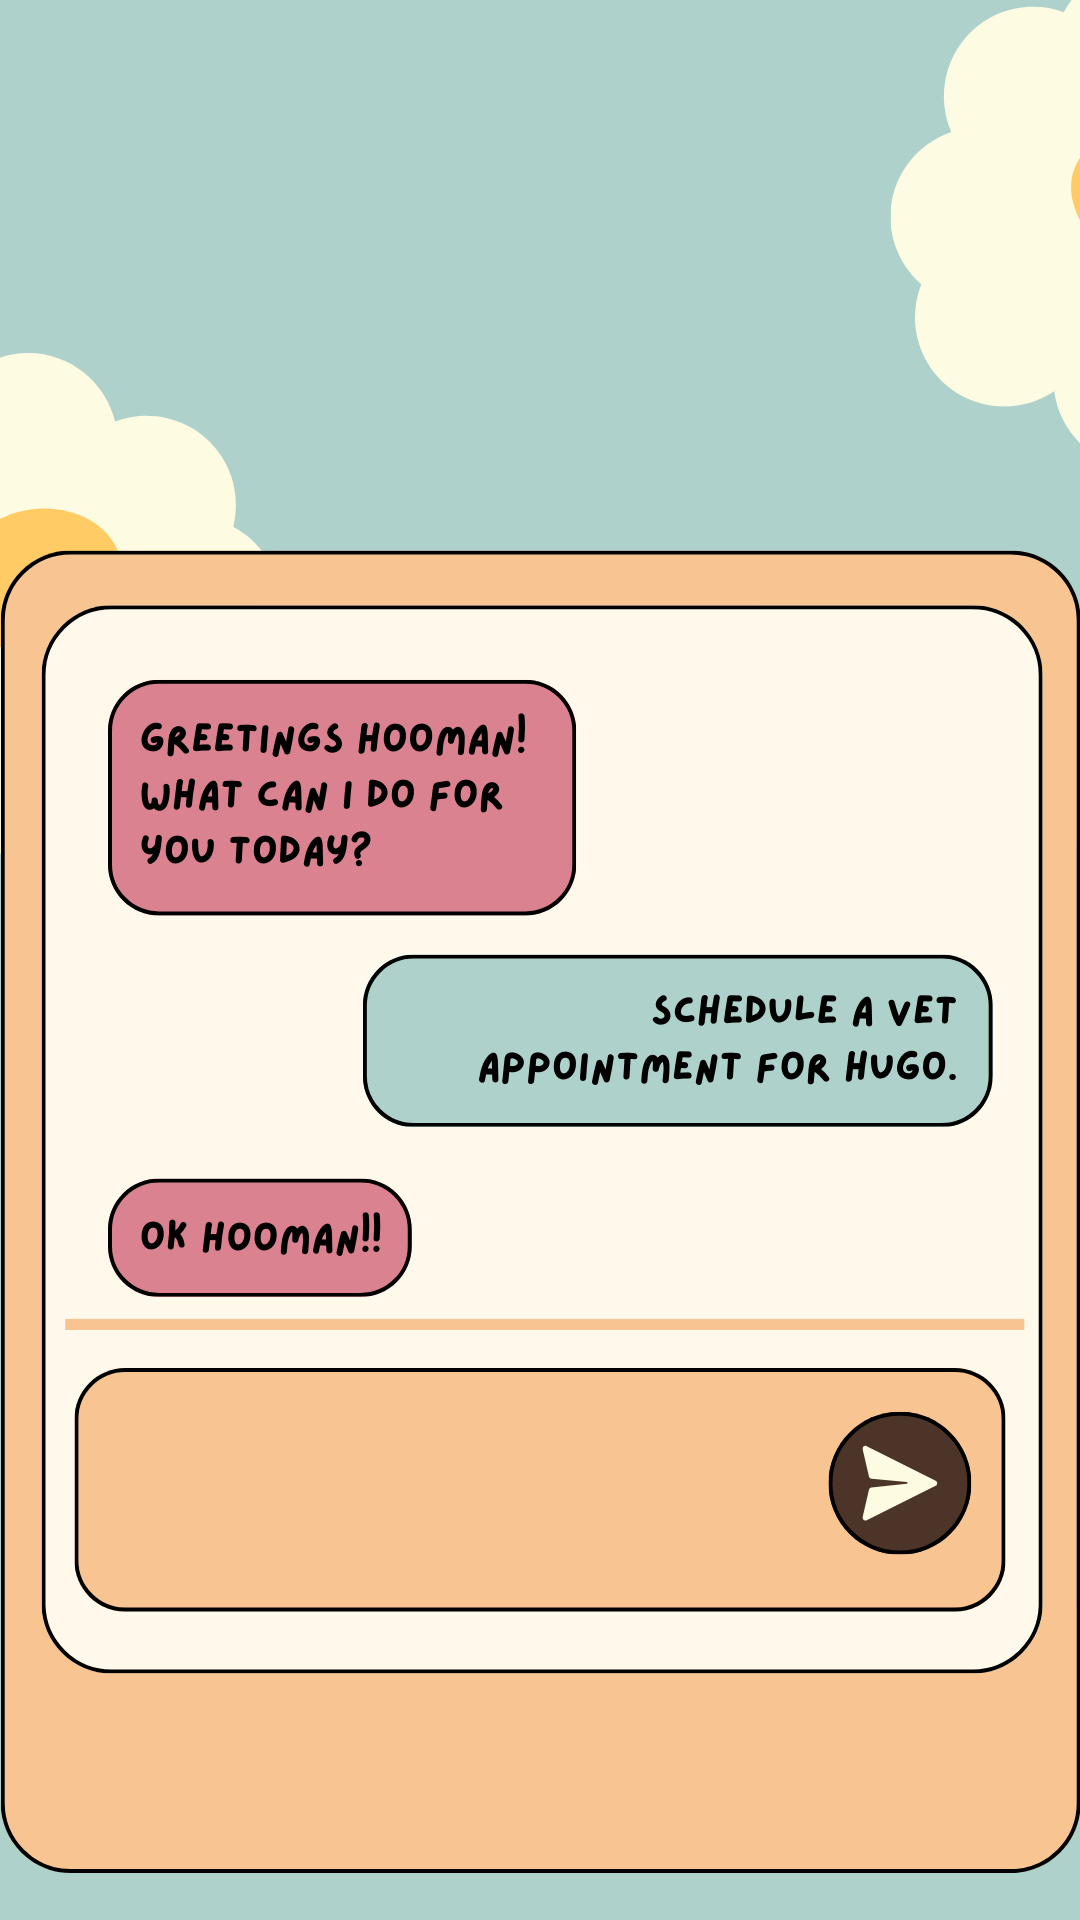 GREETINGS HOOMAN!
WHAT CAN I DO FOR
YOU TODAY?
SCHEDULE A VET
APPOINTMENT FOR HUGO.
OK HOOMAN!!